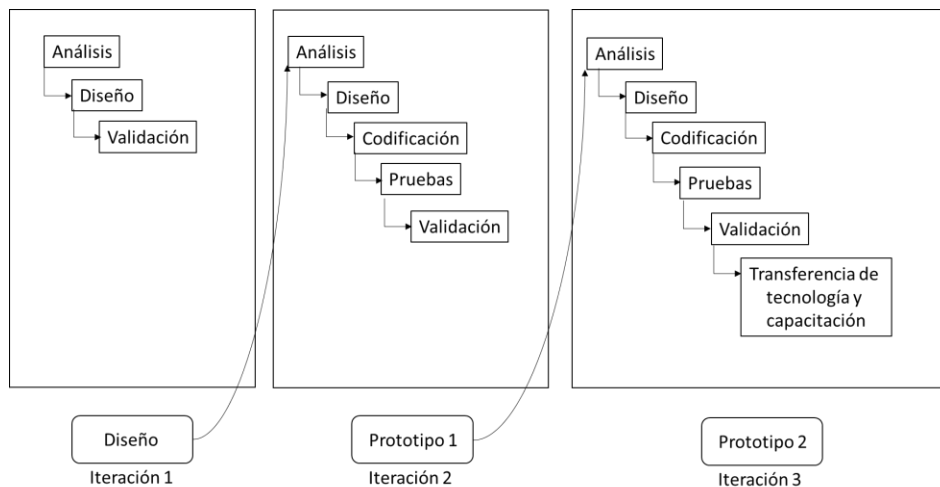 Análisis
Diseño
Validación
Diseño
Iteración 1
Análisis
Diseño
Codificación
Pruebas
Validación
Prototipo 1
Iteración 2
Análisis
Diseño
Codificación
Pruebas
Validación
Transferencia de
tecnología y
capacitación
Prototipo 2
Iteración 3